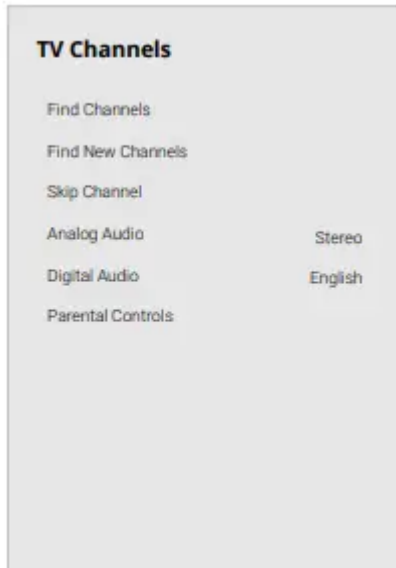 TV Channels
Find Channels
Find New Channels
Skip Channel
Analog Audio Stereo
Digital Audio English
Parental Controls